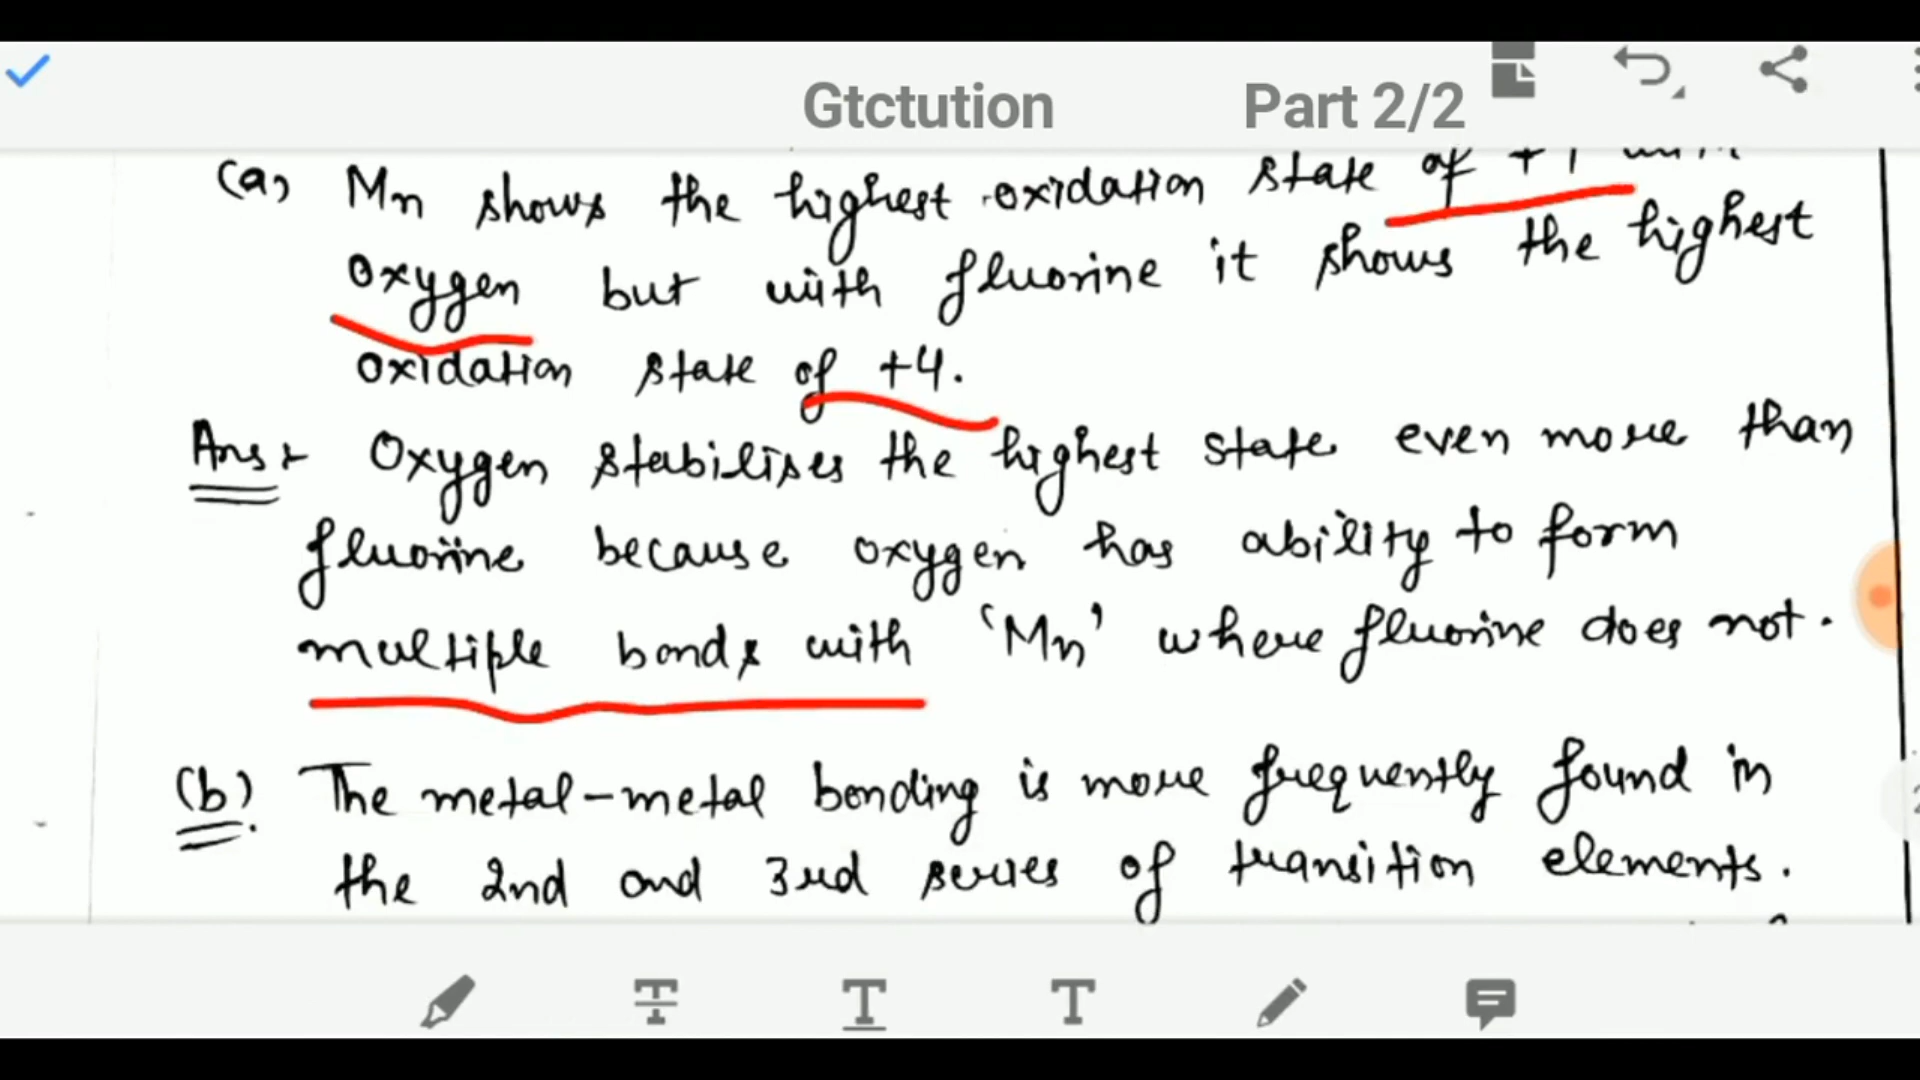 Gtctution Part 2/2
(a) Mn shows the highest oxidation state of +7 with
oxygen but with fluorine it shows the highest
oxidation state of +4.
Ans:- Oxygen stabilises the highest state even more than
fluorine because oxygen has ability to form
multiple bonds with 'Mn' where fluorine does not.
(b). The metal-metal bonding is more frequently found in
the 2nd and 3rd series of transition elements.